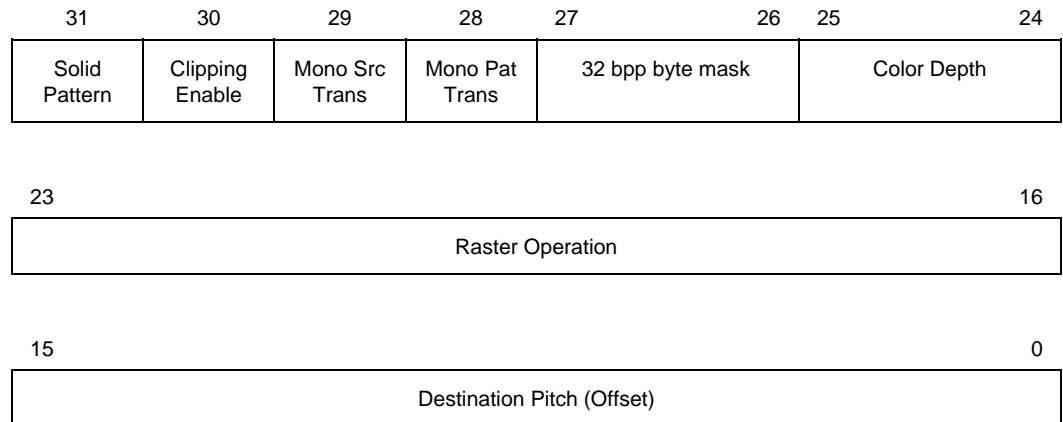 31 30 29 28 27 26 25 24
Solid Pattern Clipping Enable Mono Src Trans Mono Pat Trans 32 bpp byte mask Color Depth
23 16
Raster Operation
15 0
Destination Pitch (Offset)